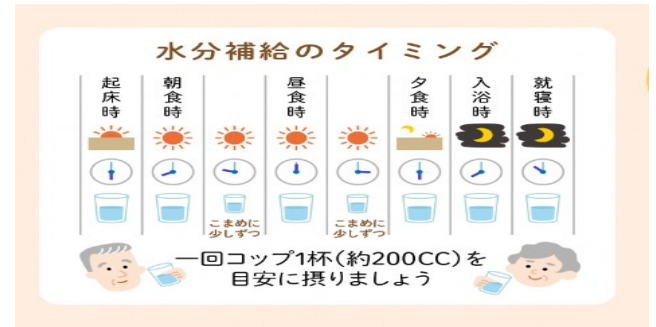 水分補給のタイミング
起床時
朝食時
昼食時
夕食時
入浴時
就寝時
こまめに
少しずつ
こまめに
少しずつ
一回コップ1杯(約200CC)を
目安に摂りましょう